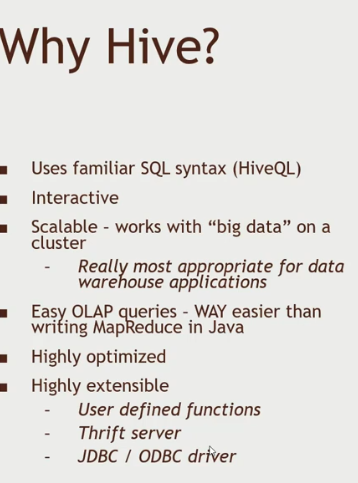 Why Hive?
Uses familiar SQL syntax (HiveQL)
Interactive
Scalable - works with “big data” on a
cluster
- Really most appropriate for data
warehouse applications
Easy OLAP queries - WAY easier than
writing MapReduce in Java
Highly optimized
Highly extensible
- User defined functions
- Thrift server
- JDBC / ODBC driver